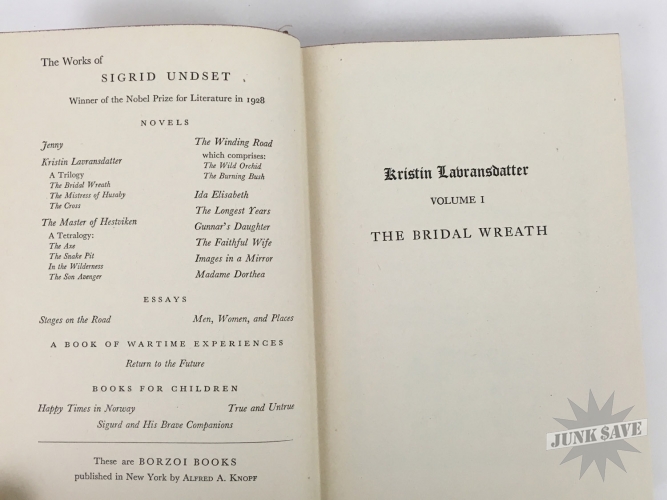 The Works of
SIGRID UNDSET
Winner of the Nobel Prize for Literature in 1928
NOVELS
Jenny
Kristin Lavransdatter
A Trilogy
The Bridal Wreath
The Mistress of Husaby
The Cross
The Master of Hestviken
A Tetralogy:
The Axe
The Snake Pit
In the Wilderness
The Son Avenger
The Winding Road
which comprises:
The Wild Orchid
The Burning Bush
Ida Elisabeth
The Longest Years
Gunnar's Daughter
The Faithful Wife
Images in a Mirror
Madame Dorthea
ESSAYS
Stages on the Road Men, Women, and Places
A BOOK OF WARTIME EXPERIENCES
Return to the Future
BOOKS FOR CHILDREN
Happy Times in Norway True and Untrue
Sigurd and His Brave Companions
These are BORZOI BOOKS
published in New York by ALFRED A. KNOPF
Kristin Lavransdatter
VOLUME I
THE BRIDAL WREATH
JUNK SAVE